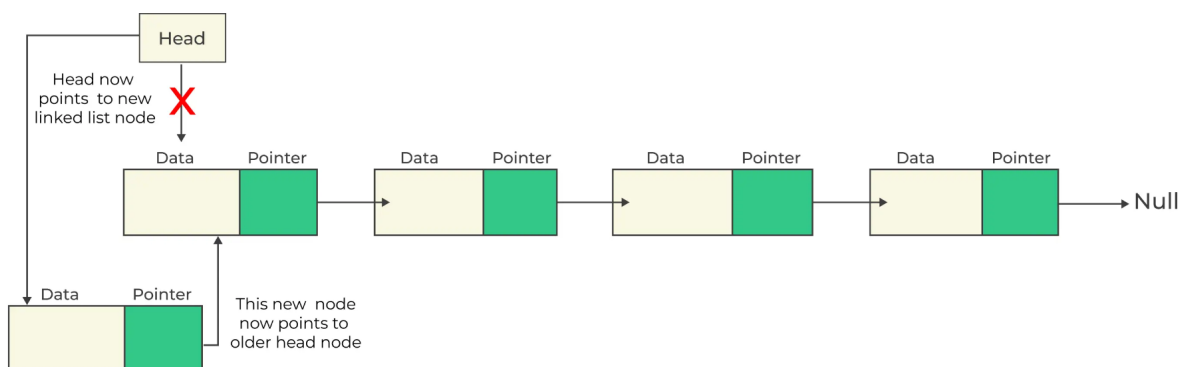 Head
Head now
points to new
linked list node
Data Pointer
Data Pointer
Data Pointer
Data Pointer
Null
Data Pointer
This new node
now points to
older head node